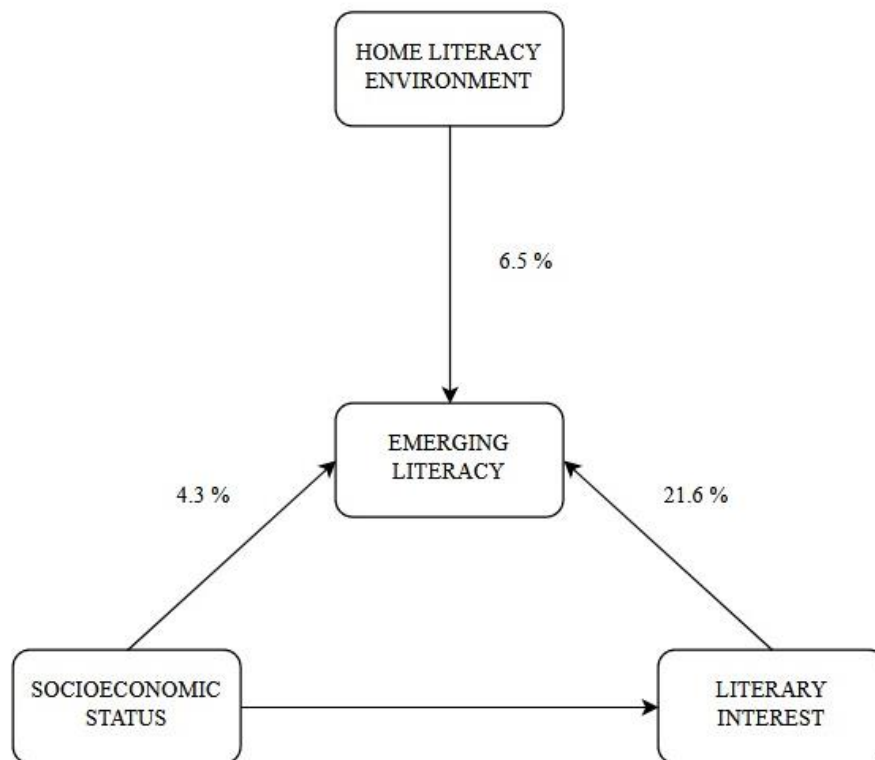 HOME LITERACY
ENVIRONMENT
6.5 %
EMERGING
LITERACY
4.3 %
21.6 %
SOCIOECONOMIC
STATUS
LITERARY
INTEREST